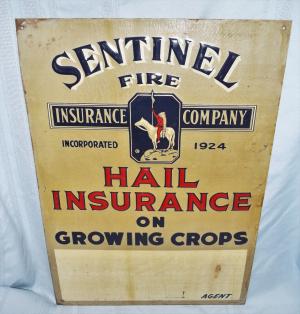 SENTINEL
FIRE
INSURANCE COMPANY
INCORPORATED 1924
HAIL
INSURANCE
ON
GROWING CROPS
AGENT